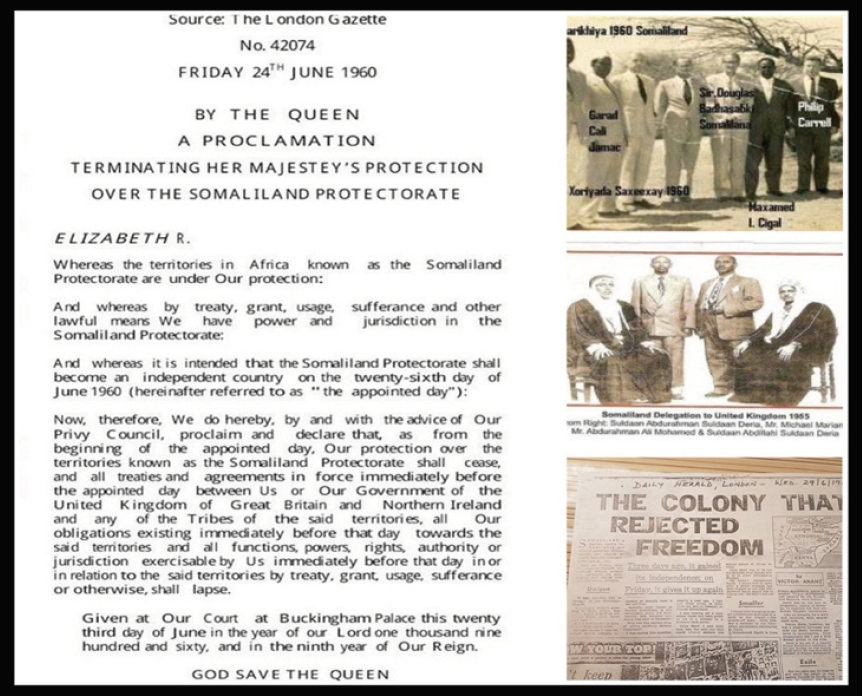 Source: The London Gazette
No. 42074
FRIDAY 24TH JUNE 1960
BY THE QUEEN
A PROCLAMATION
TERMINATING HER MAJESTEY'S PROTECTION
OVER THE SOMALILAND PROTECTORATE
ELIZABETH R.
Whereas the territories in Africa known as the Somaliland
Protectorate are under Our protection:
And whereas by treaty, grant, usage, sufferance and other
lawful means We have power and jurisdiction in the
Somaliland Protectorate:
And whereas it is intended that the Somaliland Protectorate shall
become an independent country on the twenty-sixth day of
June 1960 (hereinafter referred to as "the appointed day"):
Now, therefore, We do hereby, by and with the advice of Our
Privy Council, proclaim and declare that, as from the
beginning of the appointed day, Our protection over the
territories known as the Somaliland Protectorate shall cease,
and all treaties and agreements in force immediately before
the appointed day between Us or Our Government of the
United Kingdom of Great Britain and Northern Ireland
and any of the Tribes of the said territories, all Our
obligations existing immediately before that day towards the
said territories and all functions, powers, rights, authority or
jurisdiction exercisable by Us immediately before that day in or
in relation to the said territories by treaty, grant, usage, sufferance
or otherwise, shall lapse.
Given at Our Court at Buckingham Palace this twenty
third day of June in the year of our Lord one thousand nine
hundred and sixty, and in the ninth year of Our Reign.
GOD SAVE THE QUEEN
arikhiya 1960 Somaliland
Garad
Cali
Jamac
Sir Douglas
Badhasabki
Somaliland
Philip
Carrell
Xoriyada Saxeexay 1960
Maxamed
I. Cigal
Somaliland Delegation to United Kingdom 1955
om Right: Suldaan Abdurahman Suldaan Deria, Mr. Michael Marian
Mr. Abdurahman Ali Mohamed & Suldaan Abdillahi Suldaan Deria
DAILY HERALD, LONDON - WED. 29/6/19
THE COLONY THAT
REJECTED
FREEDOM
Three days ago, it gained
its independence; on
Friday, it gives it up again
by
VICTOR ANANT
Smaller
W YOUR TOP
't keep
Exile